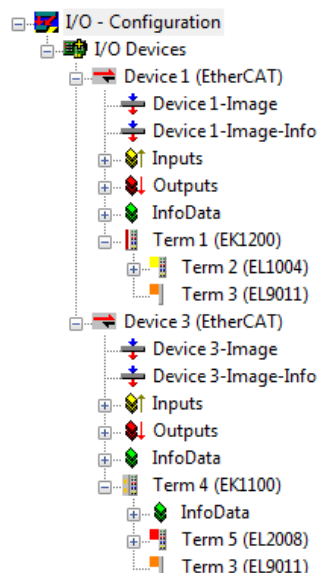 I/O - Configuration
I/O Devices
Device 1 (EtherCAT)
Device 1-Image
Device 1-Image-Info
Inputs
Outputs
InfoData
Term 1 (EK1200)
Term 2 (EL1004)
Term 3 (EL9011)
Device 3 (EtherCAT)
Device 3-Image
Device 3-Image-Info
Inputs
Outputs
InfoData
Term 4 (EK1100)
InfoData
Term 5 (EL2008)
Term 3 (EL9011)